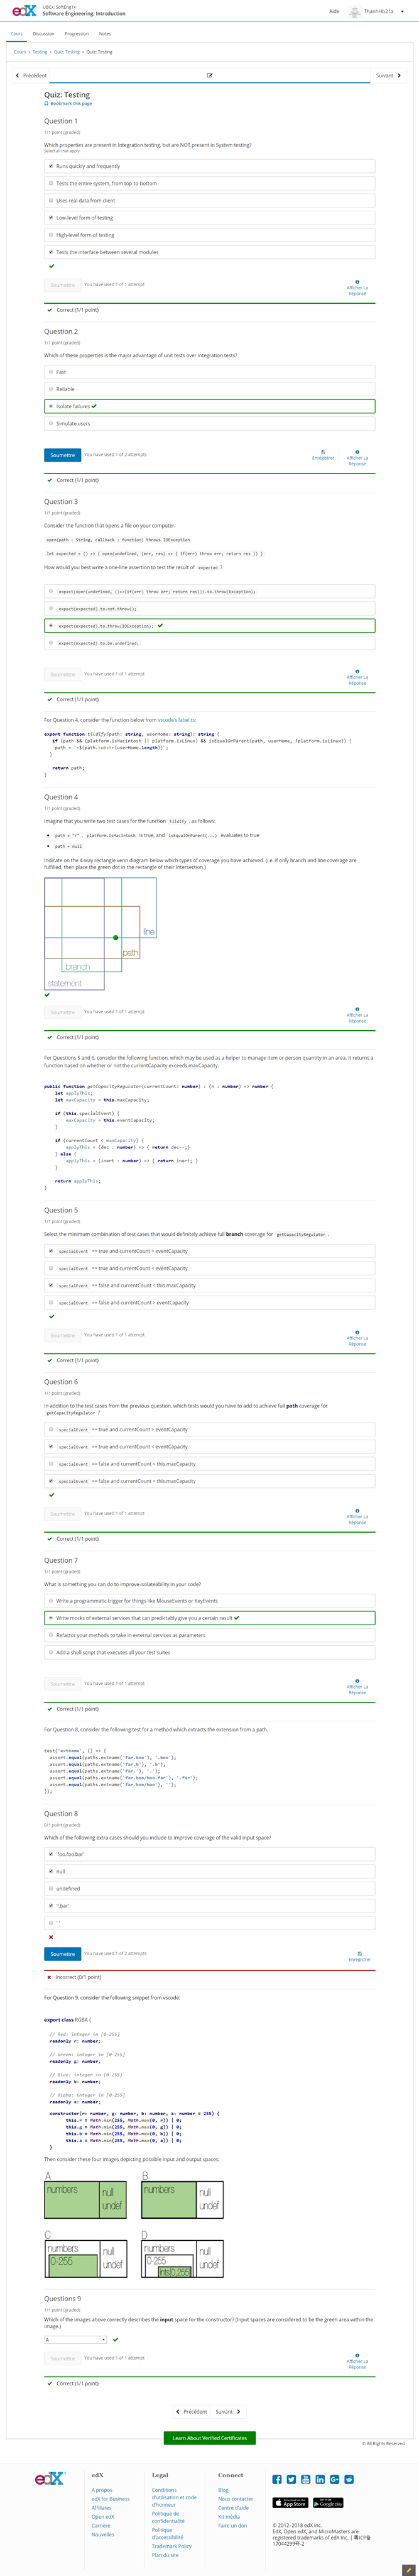 edX
UBCx: SoftEng1x
Software Engineering: Introduction
Aide
ThanhHb21a
Cours
Discussion
Progression
Notes
Cours > Testing > Quiz: Testing > Quiz: Testing
Précédent
Suivant
Quiz: Testing
Bookmark this page
Question 1
1/1 point (graded)
Which properties are present in integration testing, but are NOT present in System testing?
Select all that apply.
Runs quickly and frequently
Tests the entire system, from top-to-bottom
Uses real data from client
Low-level form of testing
High-level form of testing
Tests the interface between several modules
Soumettre
You have used 1 of 1 attempt
Afficher La
Réponse
Correct (1/1 point)
Question 2
1/1 point (graded)
Which of these properties is the major advantage of unit tests over integration tests?
Fast
Reliable
Isolate failures
Simulate users
Soumettre
You have used 1 of 2 attempts
Enregistrer
Afficher La
Réponse
Correct (1/1 point)
Question 3
1/1 point (graded)
Consider the function that opens a file on your computer.
open(path : String, callback : function) throws IOException
let expected = () => { open(undefined, (err, res) => { if(err) throw err; return res }) }
How would you best write a one-line assertion to test the result of expected ?
expect(open(undefined, ()=>{if(err) throw err; return res})).to.throw(Exception);
expect(expected).to.not.throw();
expect(expected).to.throw(IOException);
expect(expected).to.be.undefined;
Soumettre
You have used 1 of 1 attempt
Afficher La
Réponse
Correct (1/1 point)
For Question 4, consider the function below from vscode's label.ts:
export function tildify(path: string, userHome: string): string {
if (path && (platform.isMacintosh || platform.isLinux) && isEqualOrParent(path, userHome, !platform.isLinux)) {
path = `~${path.substr(userHome.length)}`;
}
return path;
}
Question 4
1/1 point (graded)
Imagine that you write two test cases for the function tildify , as follows:
path = "/" , platform.isMacintosh is true, and isEqualOrParent(...) evaluates to true
path = null
Indicate on the 4-way rectangle venn diagram below which types of coverage you have achieved. (i.e. if only branch and line coverage are
fulfilled, then place the green dot in the rectangle of their intersection.)
line
path
branch
statement
Soumettre
You have used 1 of 1 attempt
Afficher La
Réponse
Correct (1/1 point)
For Questions 5 and 6, consider the following function, which may be used as a helper to manage item or person quantity in an area. It returns a
function based on whether or not the currentCapacity exceeds maxCapacity.
public function getCapacityRegulator(currentCount: number) : (n : number) => number {
let applyThis;
let maxCapacity = this.maxCapacity;
if (this.specialEvent) {
maxCapacity = this.eventCapacity;
}
if (currentCount < maxCapacity) {
applyThis = (dec : number) => { return dec--;}
} else {
applyThis = (inert : number) => { return inert; }
}
return applyThis;
}
Question 5
1/1 point (graded)
Select the minimum combination of test cases that would definitely achieve full branch coverage for getCapacityRegulator .
specialEvent == true and currentCount > eventCapacity
specialEvent == true and currentCount < eventCapacity
specialEvent == false and currentCount < this.maxCapacity
specialEvent == false and currentCount > eventCapacity
Soumettre
You have used 1 of 1 attempt
Afficher La
Réponse
Correct (1/1 point)
Question 6
1/1 point (graded)
In addition to the test cases from the previous question, which tests would you have to add to achieve full path coverage for
getCapacityRegulator ?
specialEvent == true and currentCount > eventCapacity
specialEvent == true and currentCount < eventCapacity
specialEvent == false and currentCount < this.maxCapacity
specialEvent == false and currentCount > this.maxCapacity
Soumettre
You have used 1 of 1 attempt
Afficher La
Réponse
Correct (1/1 point)
Question 7
1/1 point (graded)
What is something you can do to improve isolateability in your code?
Write a programmatic trigger for things like MouseEvents or KeyEvents
Write mocks of external services that can predictably give you a certain result
Refactor your methods to take in external services as parameters
Add a shell script that executes all your test suites
Soumettre
You have used 1 of 1 attempt
Afficher La
Réponse
Correct (1/1 point)
For Question 8, consider the following test for a method which extracts the extension from a path.
test('extname', () => {
assert.equal(paths.extname('far.boo'), '.boo');
assert.equal(paths.extname('far.b'), '.b');
assert.equal(paths.extname('far.'), '.');
assert.equal(paths.extname('far.boo/boo.far'), '.far');
assert.equal(paths.extname('far.boo/boo'), '');
});
Question 8
0/1 point (graded)
Which of the following extra cases should you include to improve coverage of the valid input space?
'foo.foo.bar'
null
undefined
'!.bar'
' '
Soumettre
You have used 1 of 2 attempts
Enregistrer
Incorrect (0/1 point)
For Question 9, consider the following snippet from vscode:
export class RGBA {
// Red: integer in [0-255]
readonly r: number;
// Green: integer in [0-255]
readonly g: number;
// Blue: integer in [0-255]
readonly b: number;
// Alpha: integer in [0-255]
readonly a: number;
constructor(r: number, g: number, b: number, a: number = 255) {
this.r = Math.min(255, Math.max(0, r)) | 0;
this.g = Math.min(255, Math.max(0, g)) | 0;
this.b = Math.min(255, Math.max(0, b)) | 0;
this.a = Math.min(255, Math.max(0, a)) | 0;
}
Then consider these four images depicting possible input and output spaces:
A
numbers
null
undef
B
numbers
null
undef
C
numbers
0-255
null
undef
D
numbers
0-255
ints[0-255]
null
undef
Questions 9
1/1 point (graded)
Which of the images above correctly describes the input space for the constructor? (Input spaces are considered to be the green area within the
image.)
A
Soumettre
You have used 1 of 1 attempt
Afficher La
Réponse
Correct (1/1 point)
Précédent
Suivant
Learn About Verified Certificates
© All Rights Reserved
edX
edX
A propos
edX for Business
Affiliates
Open edX
Carrière
Nouvelles
Legal
Conditions
d'utilisation et code
d'honneur
Politique de
confidentialité
Politique
d'accessibilité
Trademark Policy
Plan du site
Connect
Blog
Nous contacter
Centre d'aide
Kit média
Faire un don
App Store
Google play
© 2012–2018 edX Inc.
EdX, Open edX, and MicroMasters are
registered trademarks of edX Inc. | 粤ICP备
17044299号-2